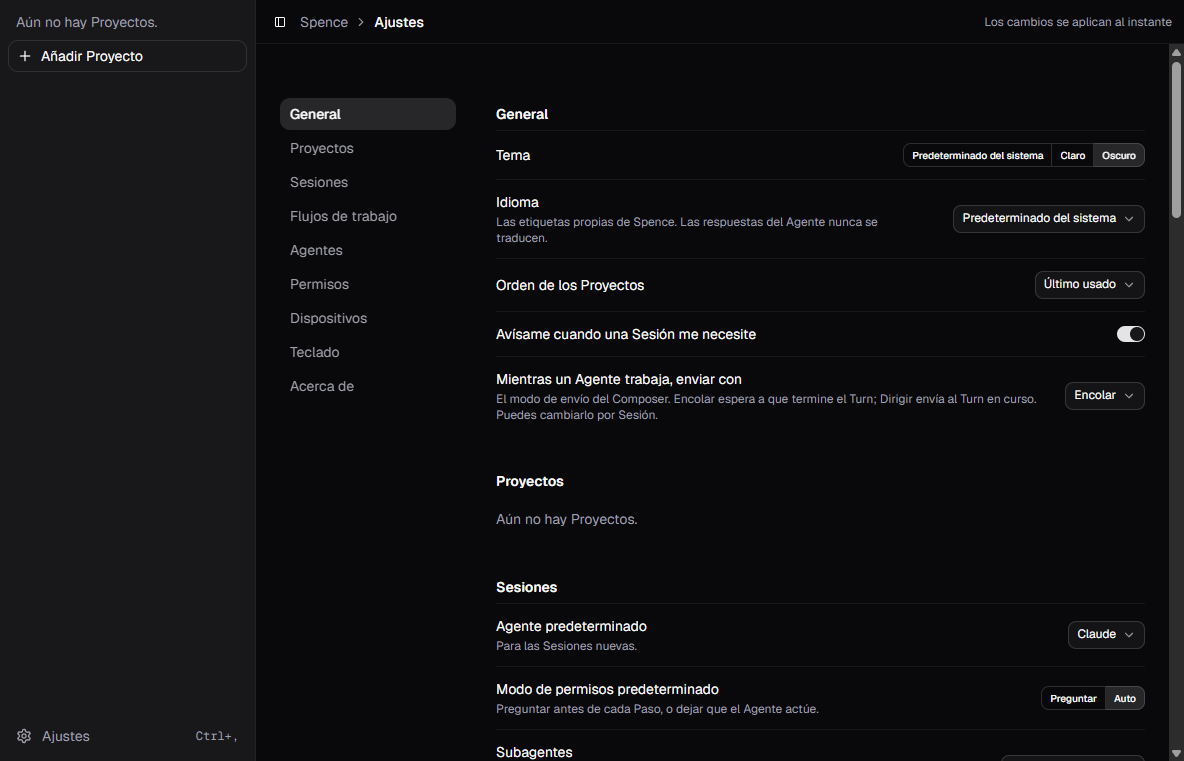 Aún no hay Proyectos.
Añadir Proyecto
Spence
Ajustes
Los cambios se aplican al instante
General
Proyectos
Sesiones
Flujos de trabajo
Agentes
Permisos
Dispositivos
Teclado
Acerca de
General
Tema
Predeterminado del sistema
Claro
Oscuro
Idioma
Las etiquetas propias de Spence. Las respuestas del Agente nunca se
traducen.
Predeterminado del sistema
Orden de los Proyectos
Último usado
Avísame cuando una Sesión me necesite
Mientras un Agente trabaja, enviar con
El modo de envío del Composer. Encolar espera a que termine el Turn; Dirigir envía al Turn en curso.
Puedes cambiarlo por Sesión.
Encolar
Proyectos
Aún no hay Proyectos.
Sesiones
Agente predeterminado
Para las Sesiones nuevas.
Claude
Modo de permisos predeterminado
Preguntar antes de cada Paso, o dejar que el Agente actúe.
Preguntar
Auto
Subagentes
Ajustes
Ctrl+,